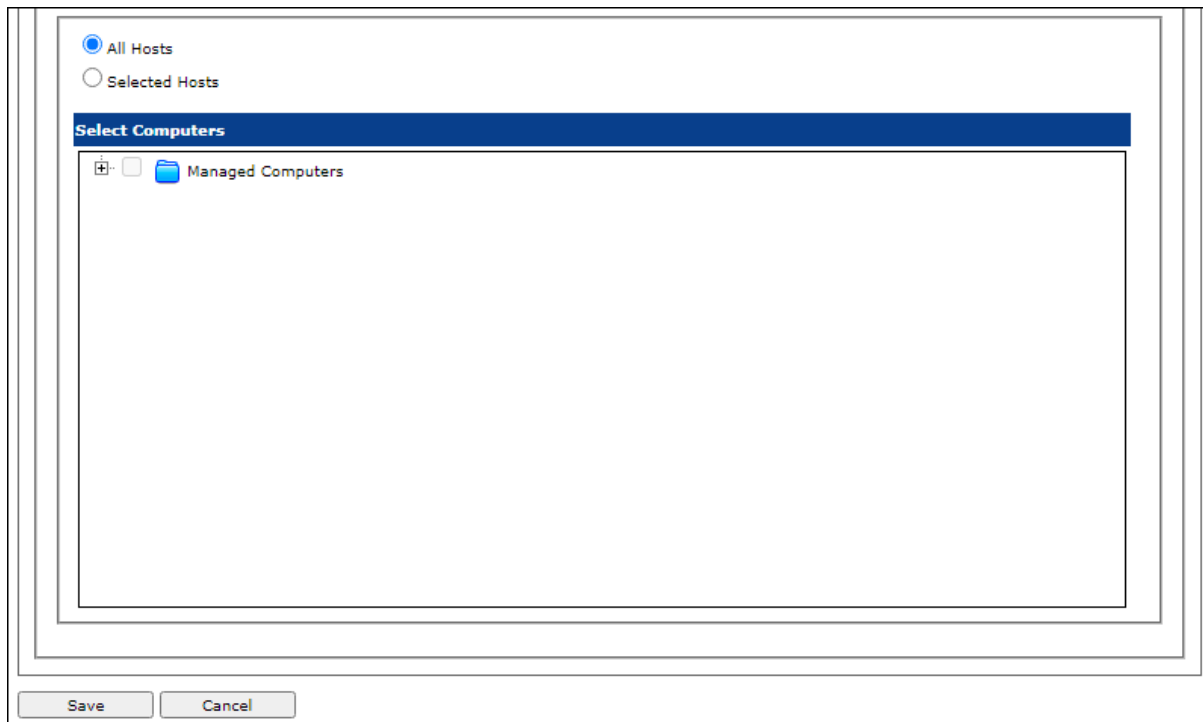 All Hosts
Selected Hosts
Select Computers
Managed Computers
Save Cancel